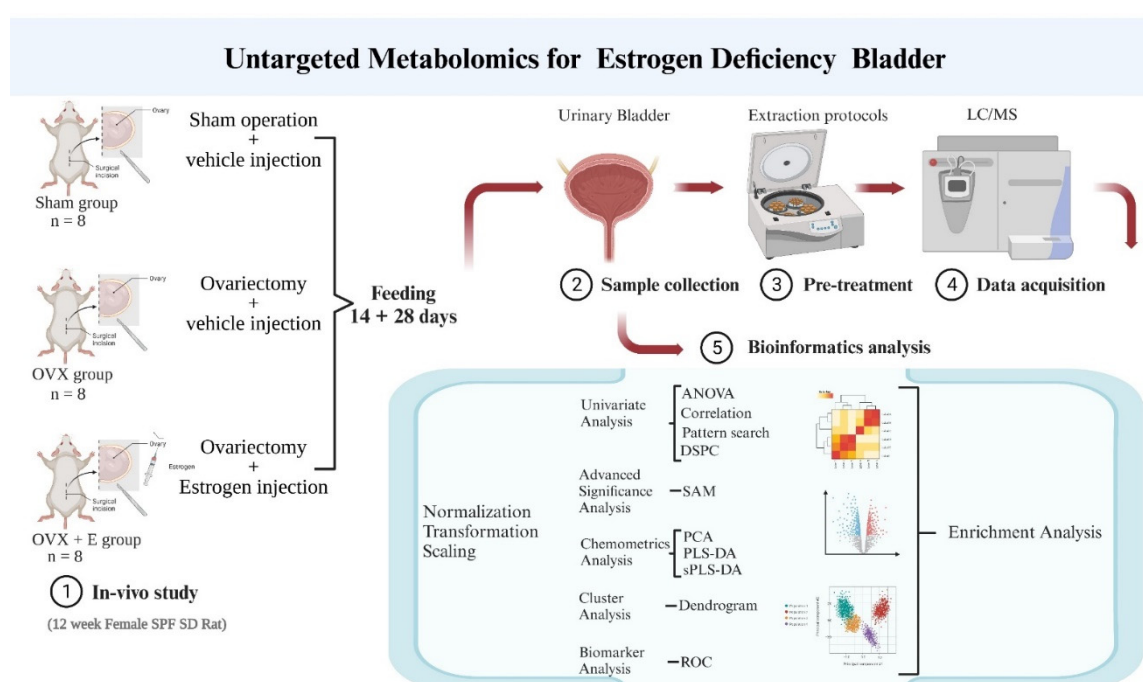 Untargeted Metabolomics for Estrogen Deficiency Bladder
Ovary
Surgical
incision
Sham group
n = 8
Sham operation
+
vehicle injection
Ovary
Surgical
Incision
OVX group
n = 8
Ovariectomy
+
vehicle injection
Ovary
Estrogen
Surgical
incision
OVX + E group
n = 8
Ovariectomy
+
Estrogen injection
1 In-vivo study
(12 week Female SPF SD Rat)
Feeding
14 + 28 days
Urinary Bladder
2 Sample collection
Extraction protocols
3 Pre-treatment
LC/MS
4 Data acquisition
5 Bioinformatics analysis
Normalization
Transformation
Scaling
Univariate
Analysis
ANOVA
Correlation
Pattern search
DSPC
Advanced
Significance
Analysis
SAM
Chemometrics
Analysis
PCA
PLS-DA
sPLS-DA
Cluster
Analysis
Dendrogram
Biomarker
Analysis
ROC
Enrichment Analysis